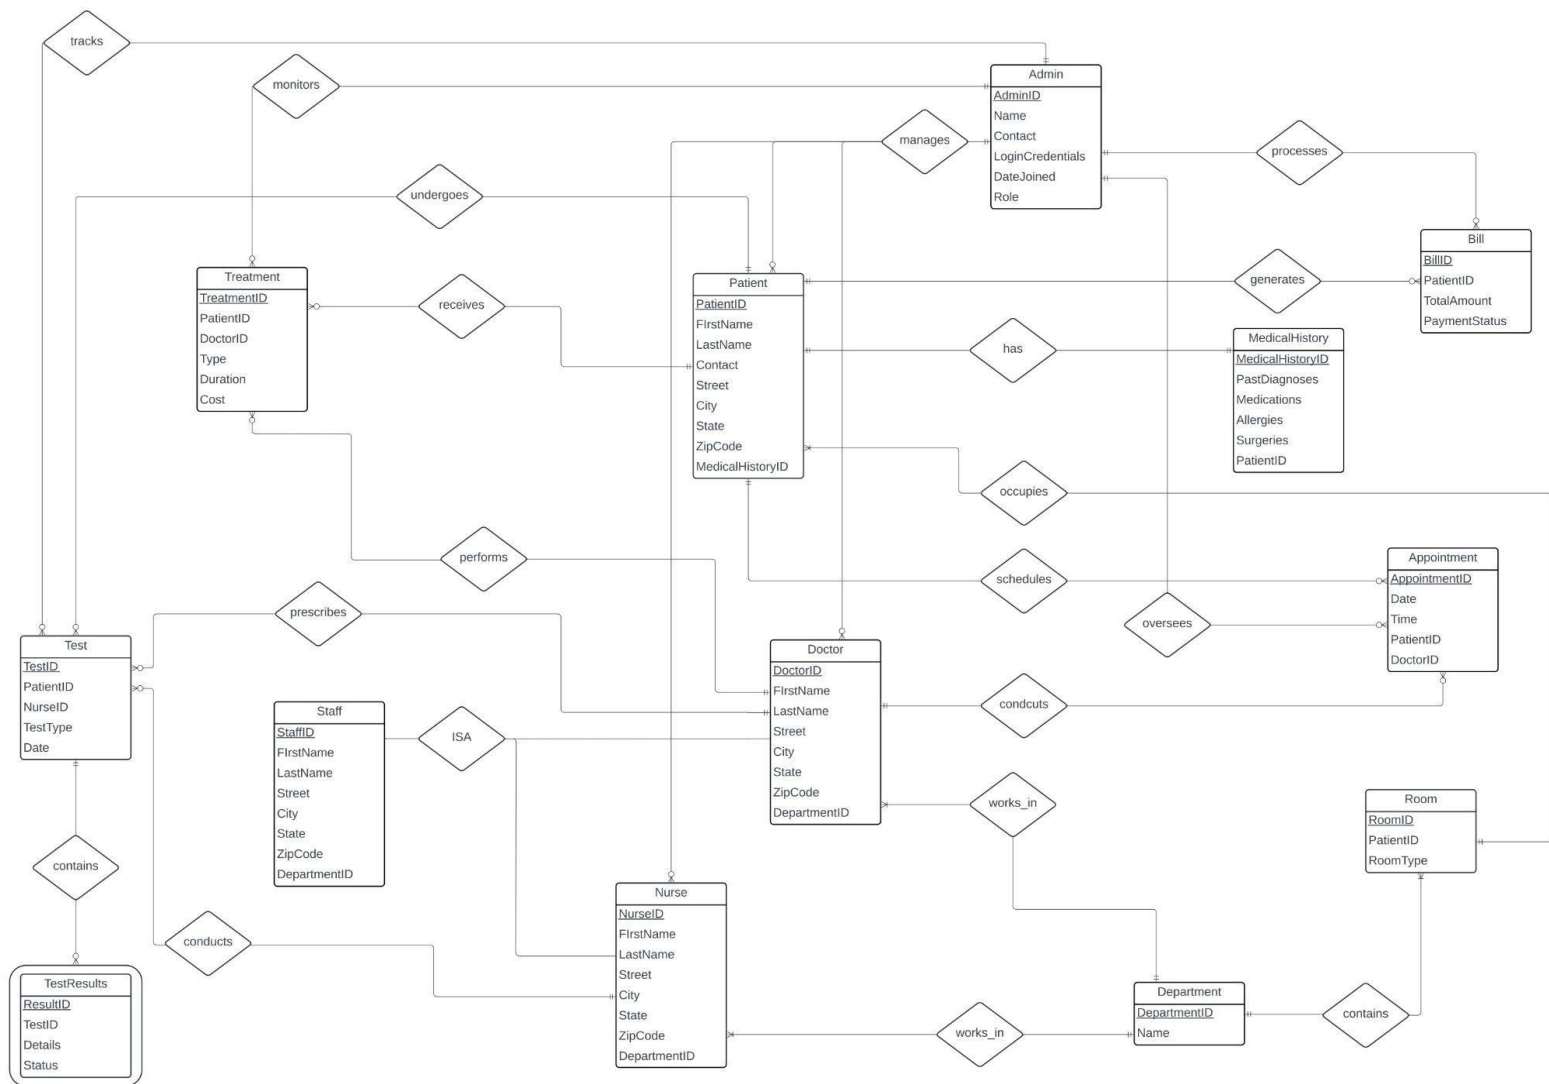 tracks
monitors
manages
undergoes
Admin
AdminID
Name
Contact
LoginCredentials
DateJoined
Role
processes
Bill
BillID
PatientID
TotalAmount
PaymentStatus
generates
Treatment
TreatmentID
PatientID
DoctorID
Type
Duration
Cost
receives
Patient
PatientID
FIrstName
LastName
Contact
Street
City
State
ZipCode
MedicalHistoryID
has
MedicalHistory
MedicalHistoryID
PastDiagnoses
Medications
Allergies
Surgeries
PatientID
occupies
performs
prescribes
schedules
oversees
Appointment
AppointmentID
Date
Time
PatientID
DoctorID
Test
TestID
PatientID
NurseID
TestType
Date
Staff
StaffID
FIrstName
LastName
Street
City
State
ZipCode
DepartmentID
ISA
Doctor
DoctorID
FIrstName
LastName
Street
City
State
ZipCode
DepartmentID
condcuts
works_in
Room
RoomID
PatientID
RoomType
contains
conducts
Nurse
NurseID
FIrstName
LastName
Street
City
State
ZipCode
DepartmentID
TestResults
ResultID
TestID
Details
Status
works_in
Department
DepartmentID
Name
contains